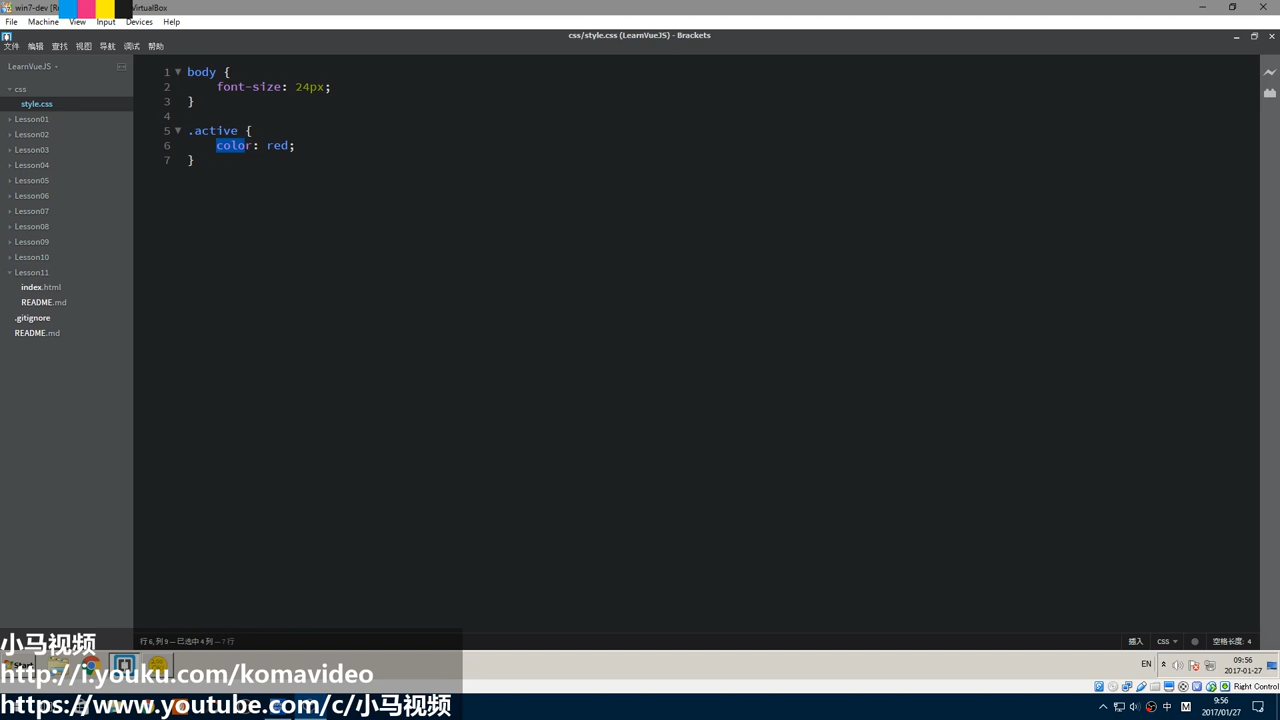 win7-dev [R
VirtualBox
File Machine View Input Devices Help
css/style.css (LearnVueJS) - Brackets
文件 编辑 查找 视图 导航 调试 帮助
LearnVueJS
css
style.css
Lesson01
Lesson02
Lesson03
Lesson04
Lesson05
Lesson06
Lesson07
Lesson08
Lesson09
Lesson10
Lesson11
index.html
README.md
.gitignore
README.md
1 body {
2 font-size: 24px;
3 }
4
5 .active {
6 color: red;
7 }
行 6, 列 9 — 已选中 4 列 — 7 行
插入 CSS 空格长度: 4
小马视频
http://i.youku.com/komavideo
https://www.youtube.com/c/小马视频
Start
EN
09:56
2017-01-27
Right Control
中 M
9:56
2017/01/27